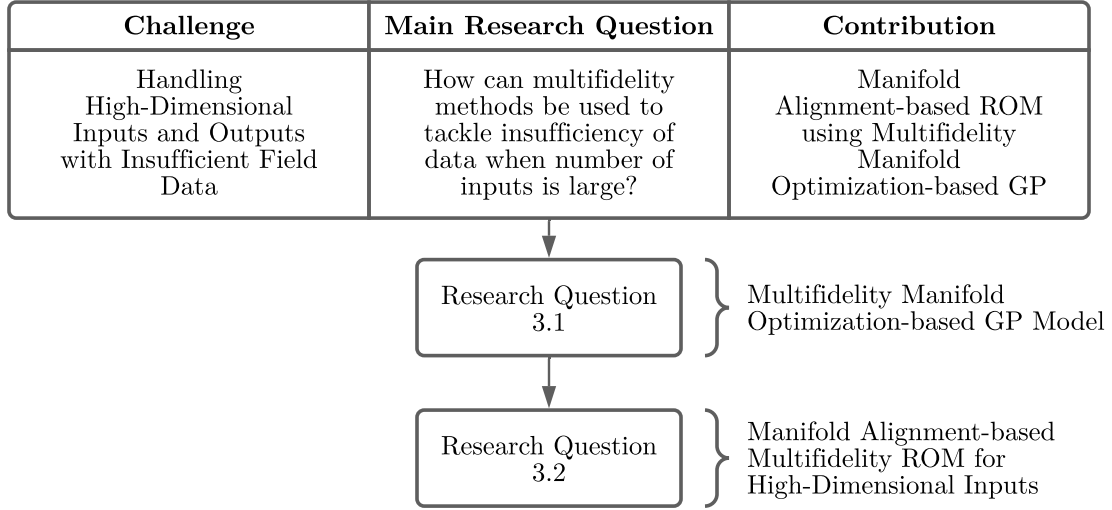 Challenge
Main Research Question
Contribution
Handling
High-Dimensional
Inputs and Outputs
with Insufficient Field
Data
How can multifidelity
methods be used to
tackle insufficiency of
data when number of
inputs is large?
Manifold
Alignment-based ROM
using Multifidelity
Manifold
Optimization-based GP
Research Question
3.1
Multifidelity Manifold
Optimization-based GP Model
Research Question
3.2
Manifold Alignment-based
Multifidelity ROM for
High-Dimensional Inputs